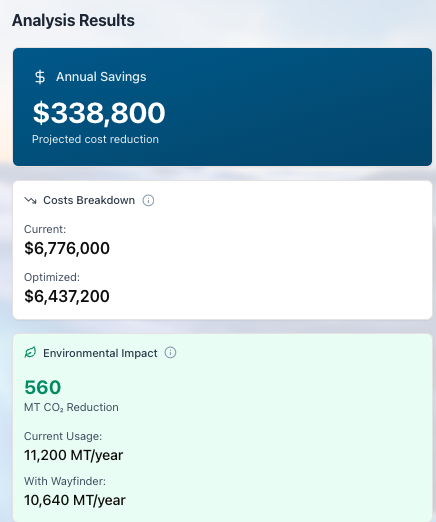 Analysis Results
Annual Savings
$338,800
Projected cost reduction
Costs Breakdown
Current:
$6,776,000
Optimized:
$6,437,200
Environmental Impact
560
MT CO₂ Reduction
Current Usage:
11,200 MT/year
With Wayfinder:
10,640 MT/year